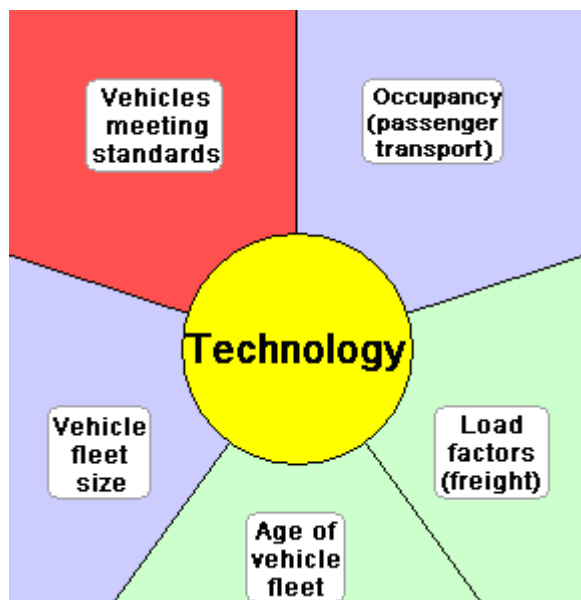 Vehicles
meeting
standards
Occupancy
(passenger
transport)
Technology
Vehicle
fleet
size
Load
factors
(freight)
Age of
vehicle
fleet